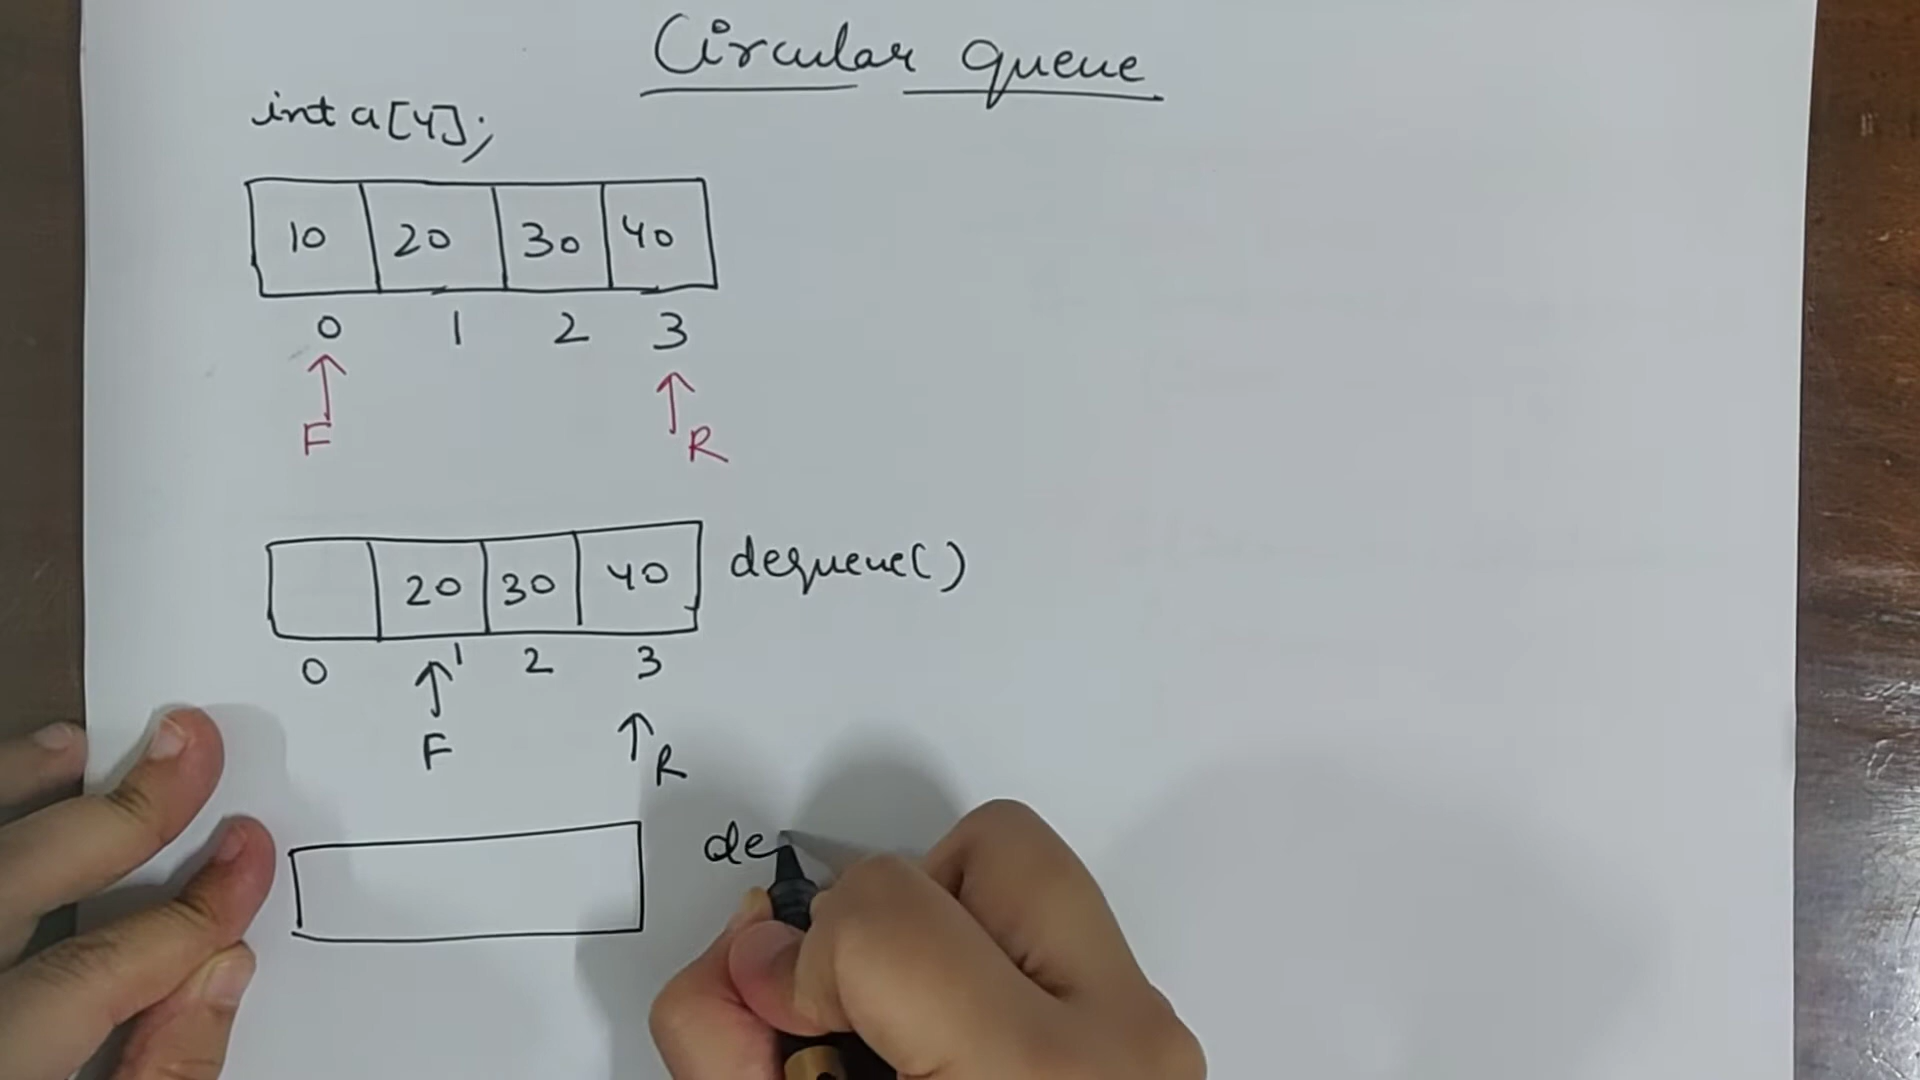 Circular queue
int a[4];
10 20 30 40
0 1 2 3
F R
20 30 40 dequeue()
0 1 2 3
F R
de